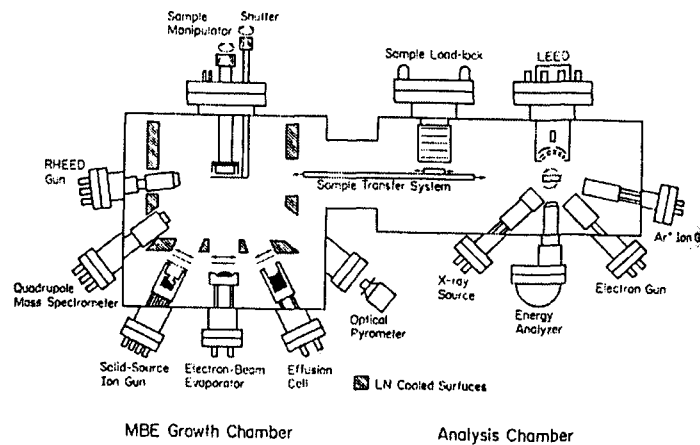 Sample
Manipulator
Shutter
Sample Load-lock
LEED
RHEED
Gun
Sample Transfer System
Ar⁺ Ion G
Quadrupole
Mass Spectrometer
X-ray
Source
Electron Gun
Optical
Pyrometer
Energy
Analyzer
Solid-Source
Ion Gun
Electron-Beam
Evaporator
Effusion
Cell
LN Cooled Surfaces
MBE Growth Chamber
Analysis Chamber